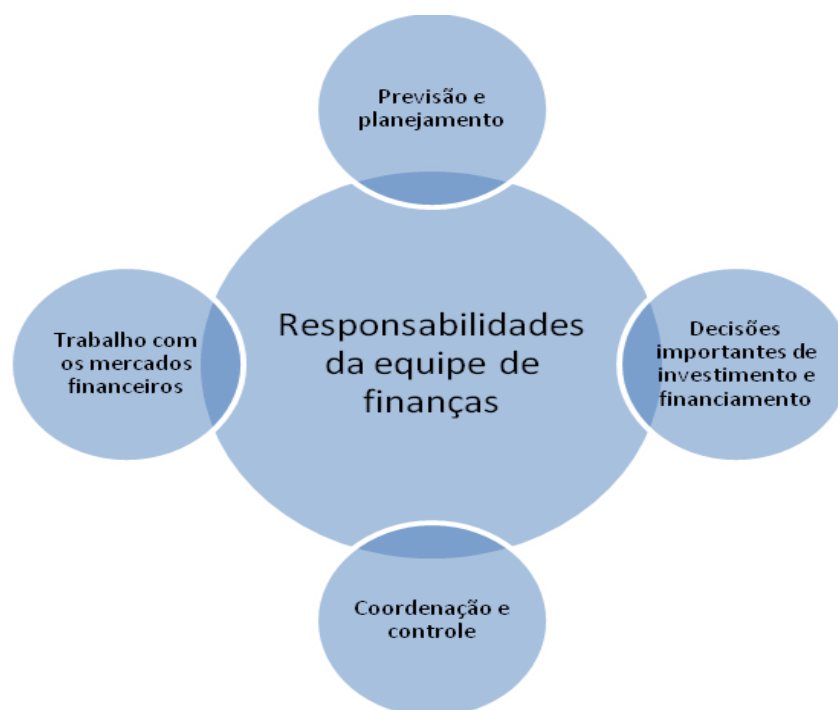 Previsão e
planejamento
Responsabilidades
da equipe de
finanças
Trabalho com
os mercados
financeiros
Decisões
importantes de
investimento e
financiamento
Coordenação e
controle